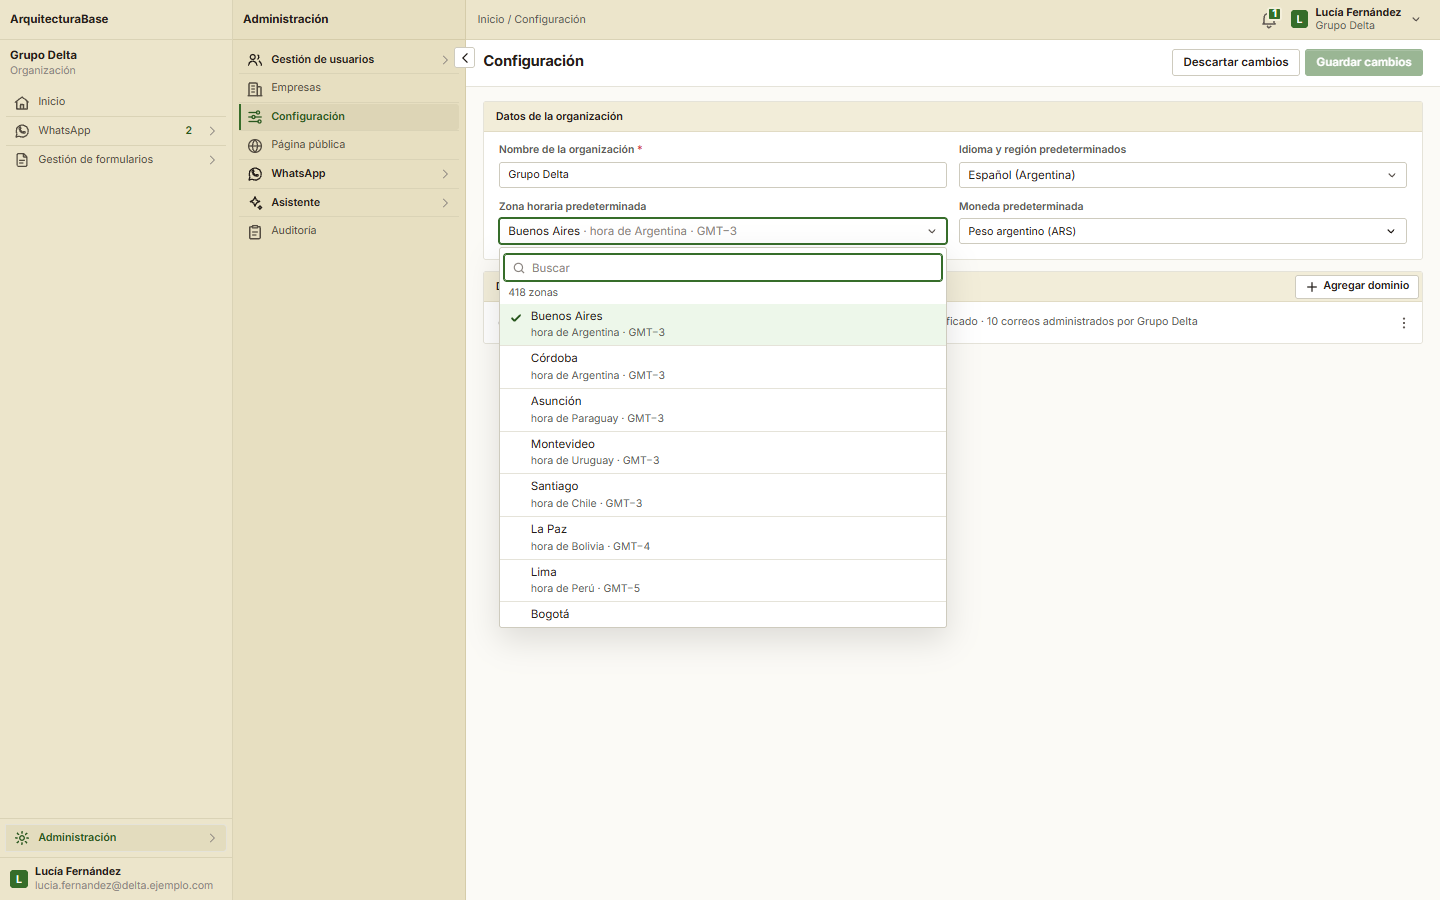 ArquitecturaBase
Grupo Delta
Organización
Inicio
WhatsApp 2
Gestión de formularios
Administración
Lucía Fernández
lucia.fernandez@delta.ejemplo.com
Administración
Gestión de usuarios
Empresas
Configuración
Página pública
WhatsApp
Asistente
Auditoría
Inicio / Configuración
1
L
Lucía Fernández
Grupo Delta
Configuración
Descartar cambios
Guardar cambios
Datos de la organización
Nombre de la organización *
Grupo Delta
Idioma y región predeterminados
Español (Argentina)
Zona horaria predeterminada
Buenos Aires · hora de Argentina · GMT−3
Moneda predeterminada
Peso argentino (ARS)
Buscar
418 zonas
Buenos Aires
hora de Argentina · GMT−3
Córdoba
hora de Argentina · GMT−3
Asunción
hora de Paraguay · GMT−3
Montevideo
hora de Uruguay · GMT−3
Santiago
hora de Chile · GMT−3
La Paz
hora de Bolivia · GMT−4
Lima
hora de Perú · GMT−5
Bogotá
Agregar dominio
ficado · 10 correos administrados por Grupo Delta
L